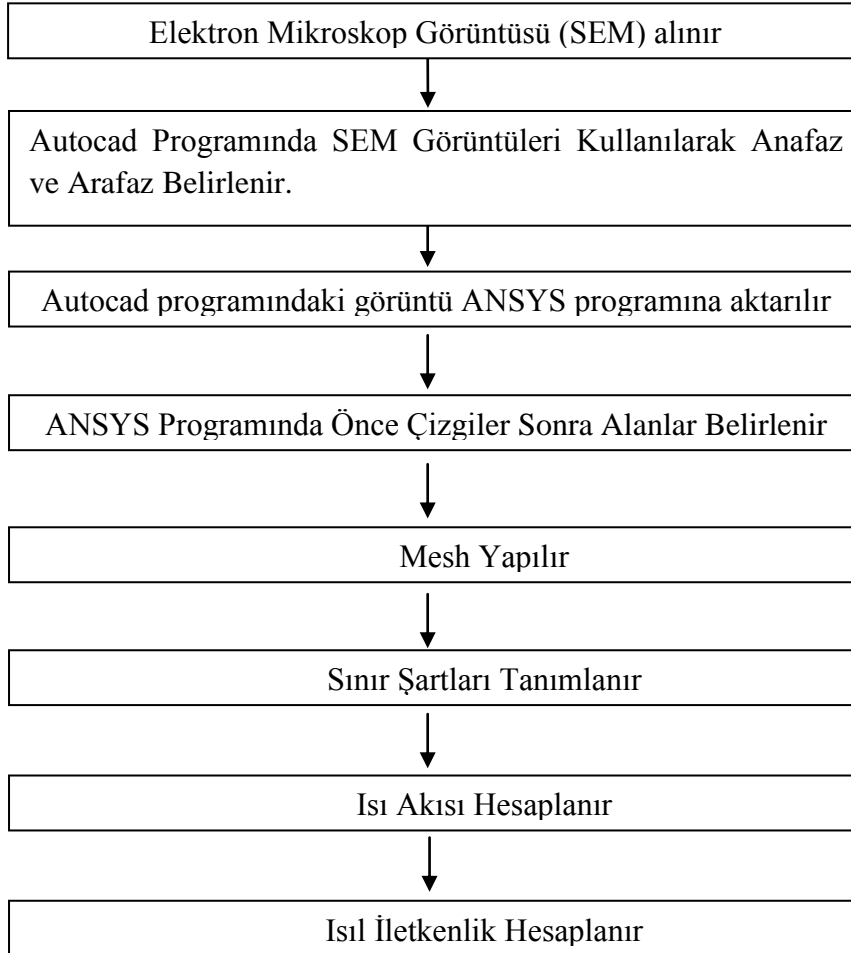 Elektron Mikroskop Görüntüsü (SEM) alınır
Autocad Programında SEM Görüntüleri Kullanılarak Anafaz
ve Arafaz Belirlenir.
Autocad programındaki görüntü ANSYS programına aktarılır
ANSYS Programında Önce Çizgiler Sonra Alanlar Belirlenir
Mesh Yapılır
Sınır Şartları Tanımlanır
Isı Akısı Hesaplanır
Isıl İletkenlik Hesaplanır